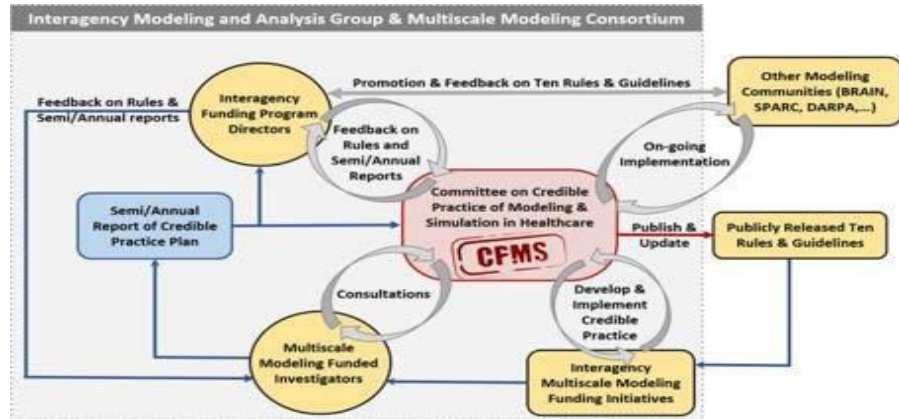 Interagency Modeling and Analysis Group & Multiscale Modeling Consortium
Promotion & Feedback on Ten Rules & Guidelines
Feedback on Rules &
Semi/Annual reports
Interagency
Funding Program
Directors
Other Modeling
Communities (BRAIN,
SPARC, DARPA,...)
Feedback on
Rules and
Semi/Annual
Reports
On-going
Implementation
Semi/Annual
Report of Credible
Practice Plan
Committee on Credible
Practice of Modeling &
Simulation in Healthcare
CFMS
Publish &
Update
Publicly Released Ten
Rules & Guidelines
Consultations
Develop &
Implement
Credible
Practice
Multiscale
Modeling Funded
Investigators
Interagency
Multiscale Modeling
Funding Initiatives